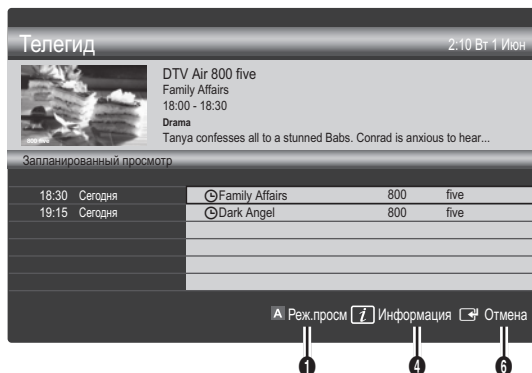 Телегид
2:10 Вт 1 Июн
DTV Air 800 five
Family Affairs
18:00 - 18:30
Drama
Tanya confesses all to a stunned Babs. Conrad is anxious to hear...
800 five
Запланированный просмотр
18:30 Сегодня Family Affairs 800 five
19:15 Сегодня Dark Angel 800 five
A Реж.просм i Информация Отмена
1 4 6